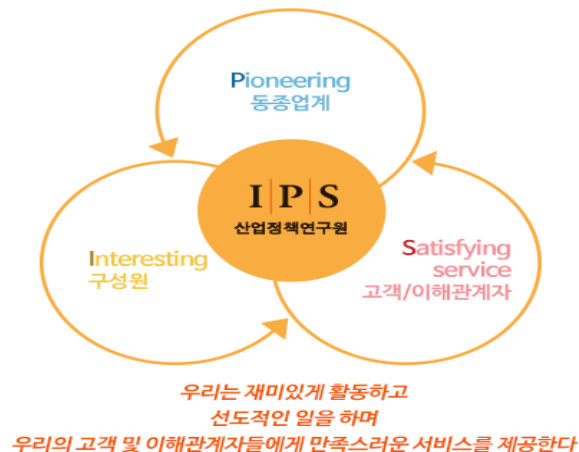 Pioneering
동종업계
I|P|S
산업정책연구원
Interesting
구성원
Satisfying
service
고객/이해관계자
우리는 재미있게 활동하고
선도적인 일을 하며
우리의 고객 및 이해관계자들에게 만족스러운 서비스를 제공한다